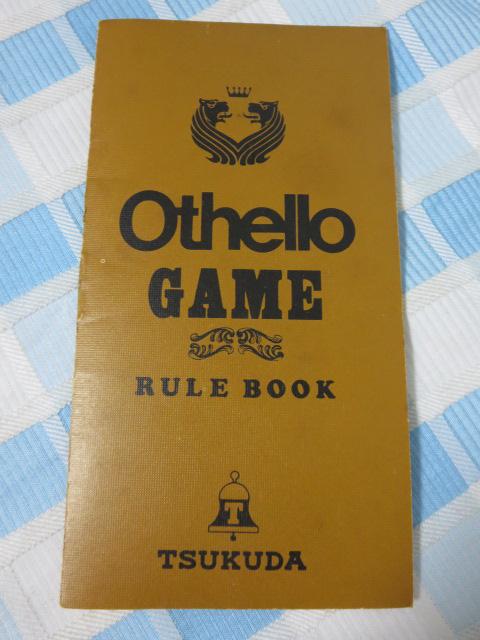 Othello
GAME
RULE BOOK
T
TSUKUDA